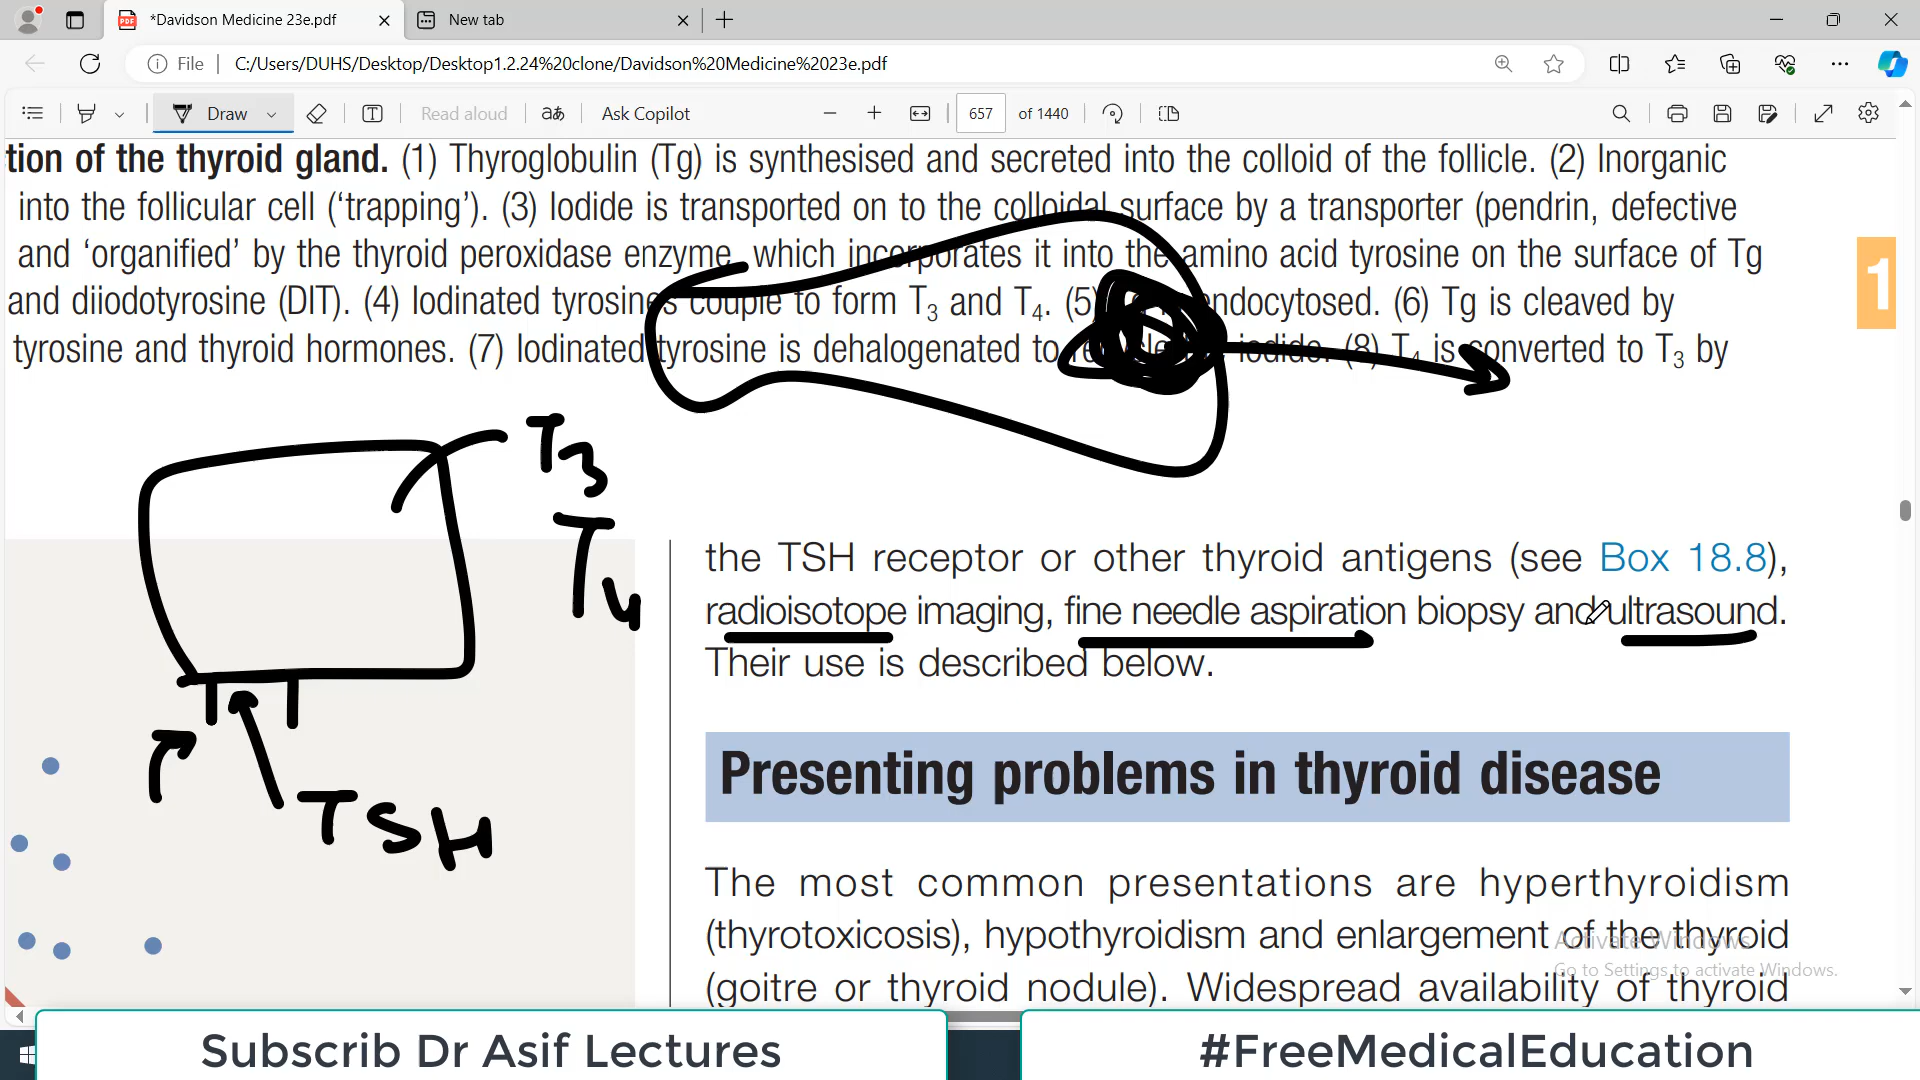 *Davidson Medicine 23e.pdf
New tab
File
C:/Users/DUHS/Desktop/Desktop1.2.24%20clone/Davidson%20Medicine%2023e.pdf
Draw
Read aloud
aあ
Ask Copilot
657 of 1440
tion of the thyroid gland. (1) Thyroglobulin (Tg) is synthesised and secreted into the colloid of the follicle. (2) Inorganic
into the follicular cell (‘trapping’). (3) Iodide is transported on to the colloidal surface by a transporter (pendrin, defective
and ‘organified’ by the thyroid peroxidase enzyme, which incorporates it into the amino acid tyrosine on the surface of Tg
and diiodotyrosine (DIT). (4) Iodinated tyrosines couple to form T3 and T4. (5) endocytosed. (6) Tg is cleaved by
tyrosine and thyroid hormones. (7) Iodinated tyrosine is dehalogenated to iodide. (8) T4 is converted to T3 by
1
T3
T4
TSH
the TSH receptor or other thyroid antigens (see Box 18.8),
radioisotope imaging, fine needle aspiration biopsy and ultrasound.
Their use is described below.
Presenting problems in thyroid disease
The most common presentations are hyperthyroidism
(thyrotoxicosis), hypothyroidism and enlargement of the thyroid
(goitre or thyroid nodule). Widespread availability of thyroid
Activate Windows
Go to Settings to activate Windows.
Subscrib Dr Asif Lectures
#FreeMedicalEducation